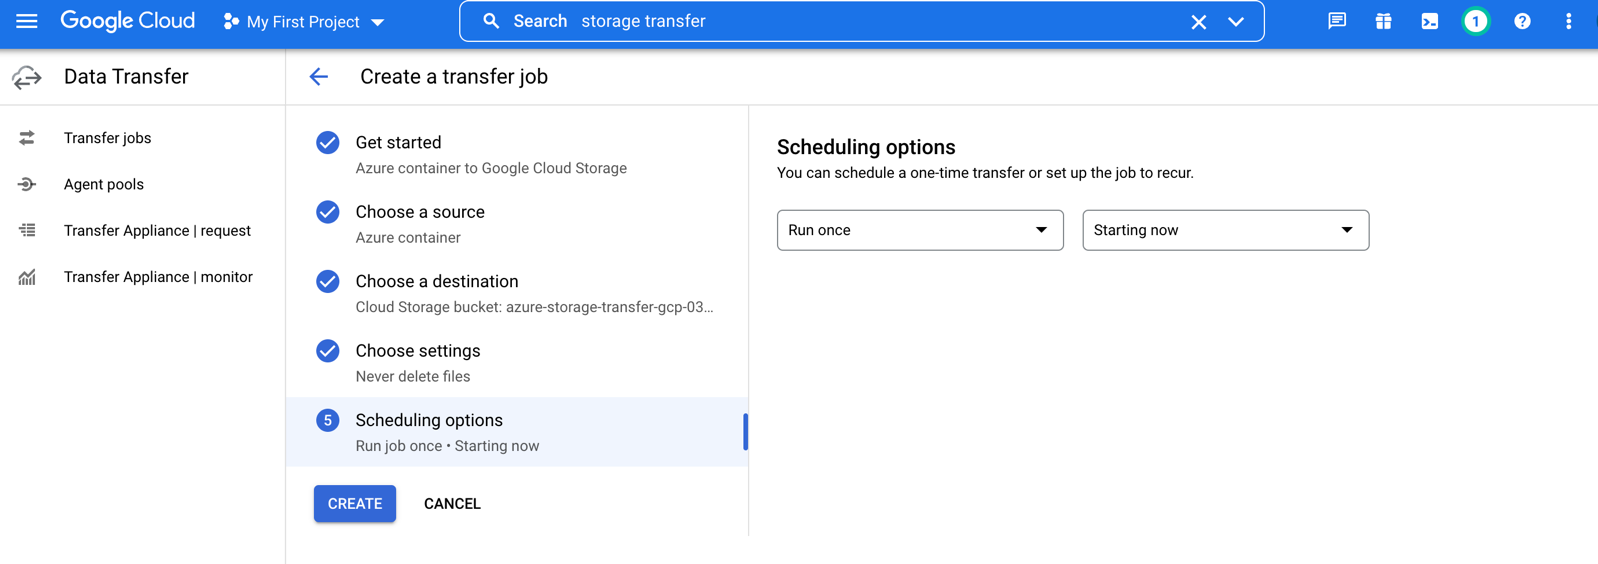 Google Cloud
My First Project
Search storage transfer
1
Data Transfer
Create a transfer job
Transfer jobs
Agent pools
Transfer Appliance | request
Transfer Appliance | monitor
Get started
Azure container to Google Cloud Storage
Choose a source
Azure container
Choose a destination
Cloud Storage bucket: azure-storage-transfer-gcp-03...
Choose settings
Never delete files
5 Scheduling options
Run job once • Starting now
CREATE CANCEL
Scheduling options
You can schedule a one-time transfer or set up the job to recur.
Run once
Starting now